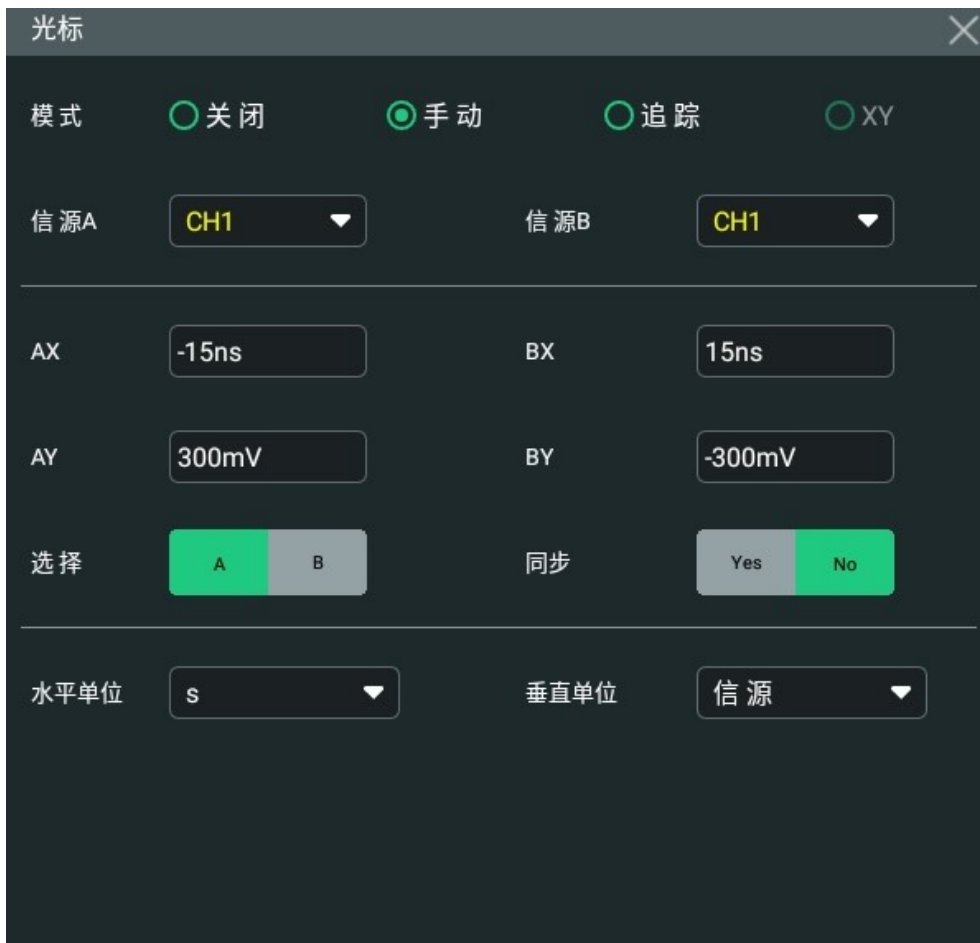 光标
模式 关闭 手动 追踪 XY
信源A CH1 信源B CH1
AX -15ns BX 15ns
AY 300mV BY -300mV
选择 A B 同步 Yes No
水平单位 s 垂直单位 信源